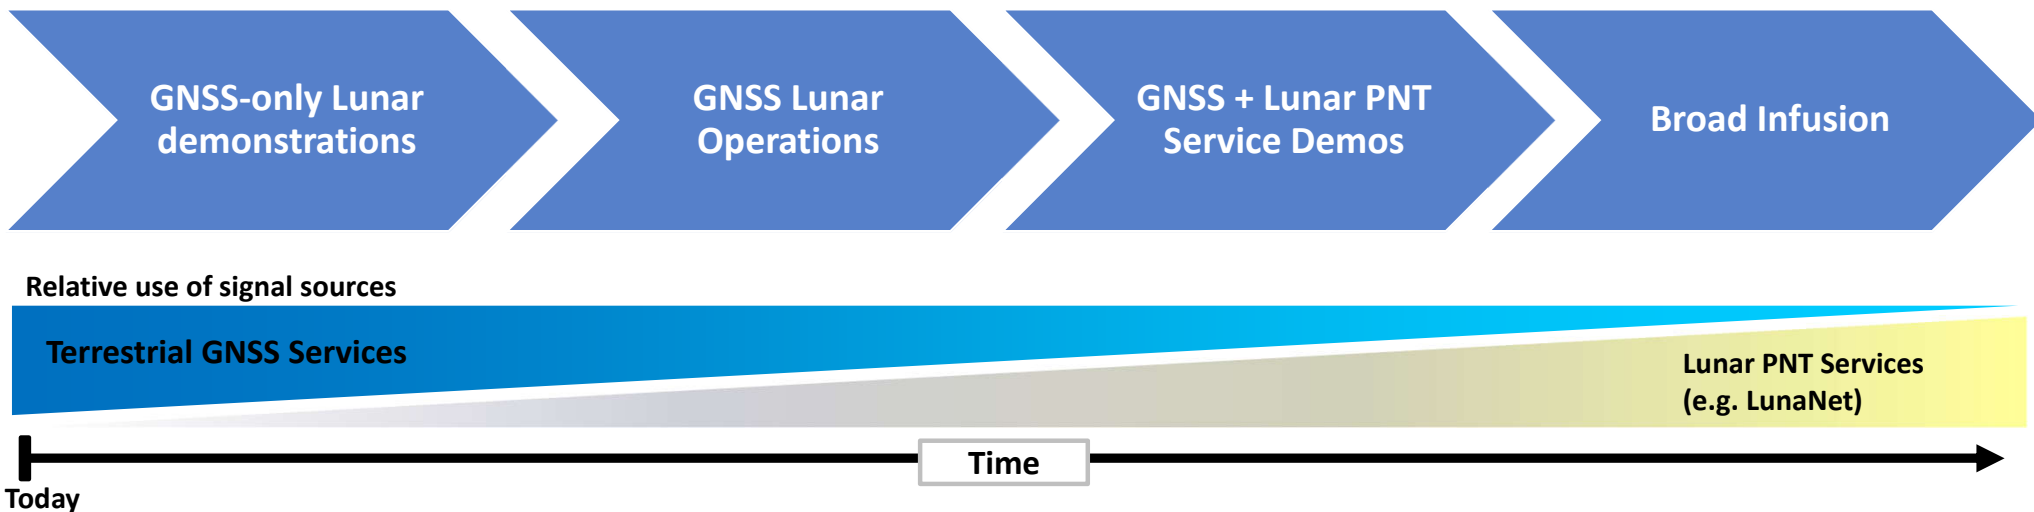 GNSS-only Lunar
demonstrations
GNSS Lunar
Operations
GNSS + Lunar PNT
Service Demos
Broad Infusion
Relative use of signal sources
Terrestrial GNSS Services
Lunar PNT Services
(e.g. LunaNet)
Time
Today